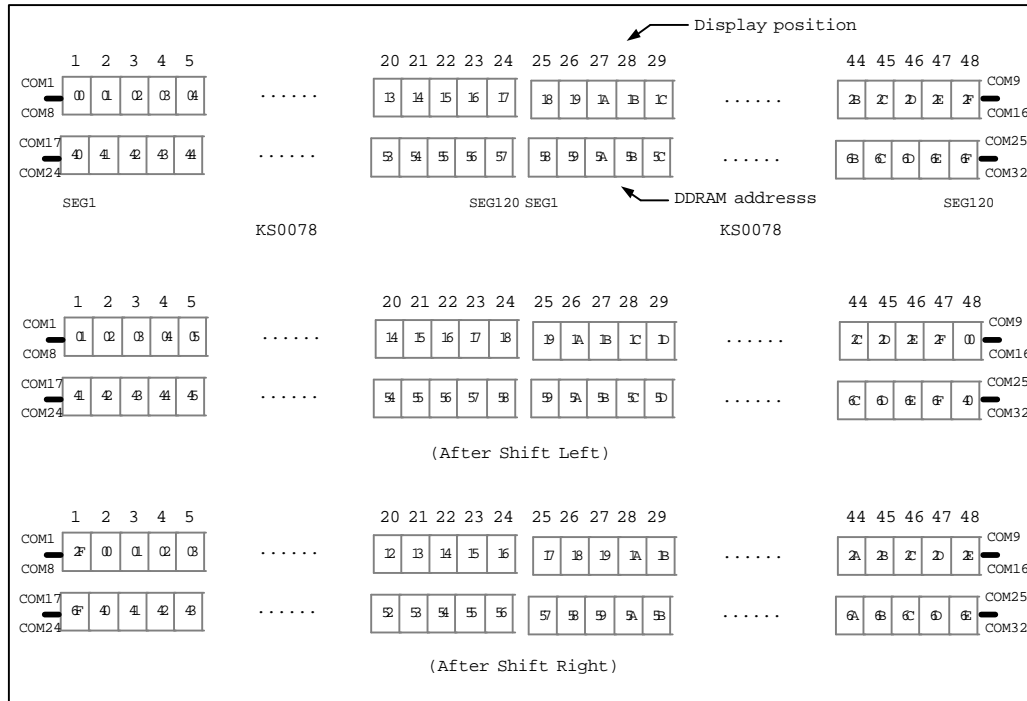 Display position
1 2 3 4 5 20 21 22 23 24 25 26 27 28 29 44 45 46 47 48
COM1 COM9
00 01 02 03 04 ...... 13 14 15 16 17 18 19 1A 1B 1C ...... 2B 2C 2D 2E 2F
COM8 COM16
COM17 COM25
40 41 42 43 44 ...... 53 54 55 56 57 58 59 5A 5B 5C ...... 6B 6C 6D 6E 6F
COM24 COM32
SEG1 SEG120 SEG1 DDRAM addresss SEG120
KS0078 KS0078
1 2 3 4 5 20 21 22 23 24 25 26 27 28 29 44 45 46 47 48
COM1 COM9
01 02 03 04 05 ...... 14 15 16 17 18 19 1A 1B 1C 1D ...... 2C 2D 2E 2F 00
COM8 COM16
COM17 COM25
41 42 43 44 45 ...... 54 55 56 57 58 59 5A 5B 5C 5D ...... 6C 6D 6E 6F 40
COM24 COM32
(After Shift Left)
1 2 3 4 5 20 21 22 23 24 25 26 27 28 29 44 45 46 47 48
COM1 COM9
2F 00 01 02 03 ...... 12 13 14 15 16 17 18 19 1A 1B ...... 2A 2B 2C 2D 2E
COM8 COM16
COM17 COM25
6F 40 41 42 43 ...... 52 53 54 55 56 57 58 59 5A 5B ...... 6A 6B 6C 6D 6E
COM24 COM32
(After Shift Right)